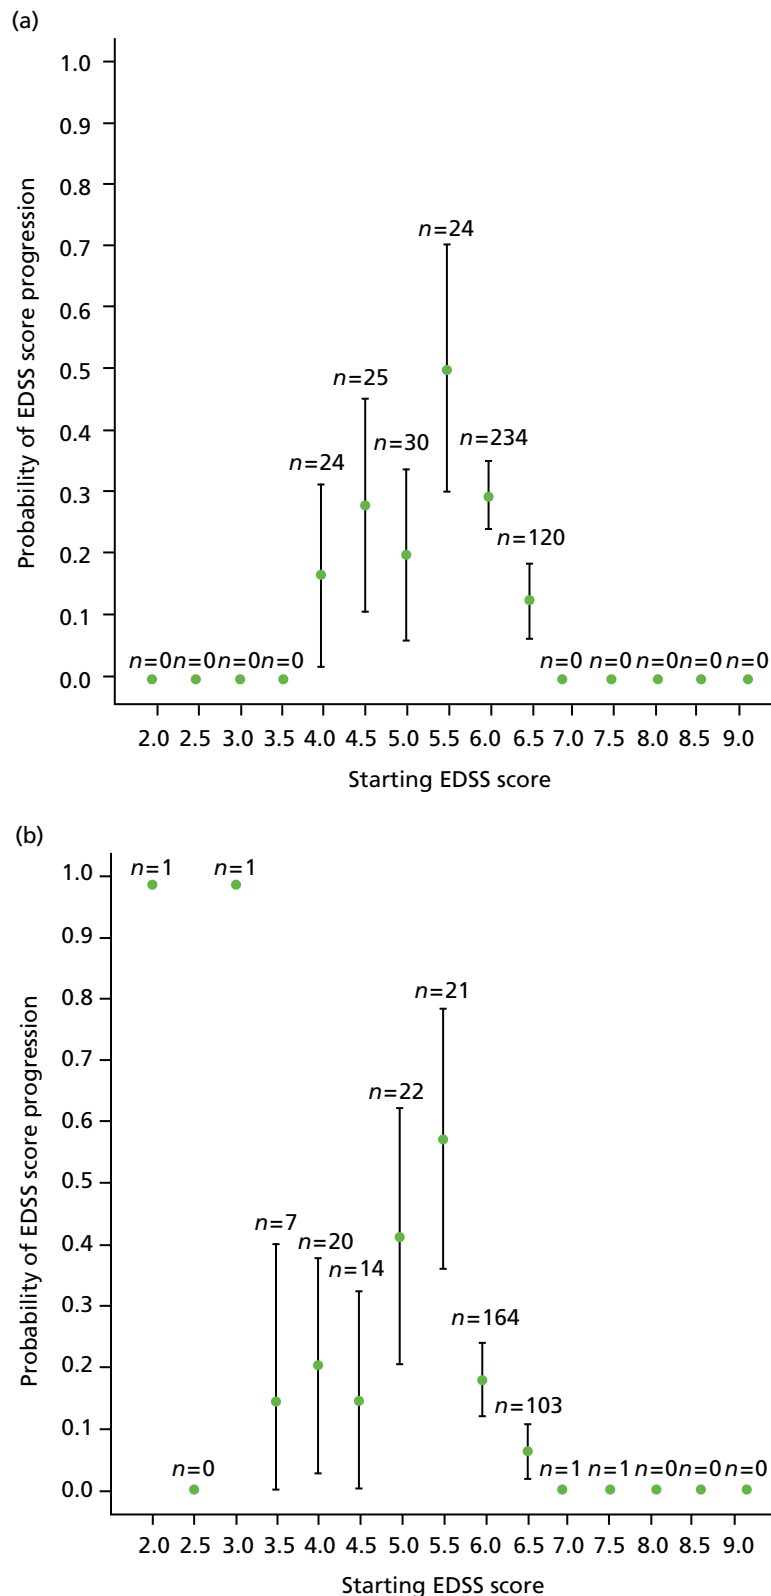 (a)
1.0
0.9
0.8
0.7
0.6
0.5
0.4
0.3
0.2
0.1
0.0
Probability of EDSS score progression
n=24
n=25
n=30
n=24
n=234
n=120
n=0 n=0 n=0 n=0
n=0 n=0 n=0 n=0 n=0
2.0 2.5 3.0 3.5 4.0 4.5 5.0 5.5 6.0 6.5 7.0 7.5 8.0 8.5 9.0
Starting EDSS score
(b)
1.0
0.9
0.8
0.7
0.6
0.5
0.4
0.3
0.2
0.1
0.0
Probability of EDSS score progression
n=1
n=0
n=1
n=7
n=20
n=14
n=22
n=21
n=164
n=103
n=1 n=1 n=0 n=0 n=0
2.0 2.5 3.0 3.5 4.0 4.5 5.0 5.5 6.0 6.5 7.0 7.5 8.0 8.5 9.0
Starting EDSS score